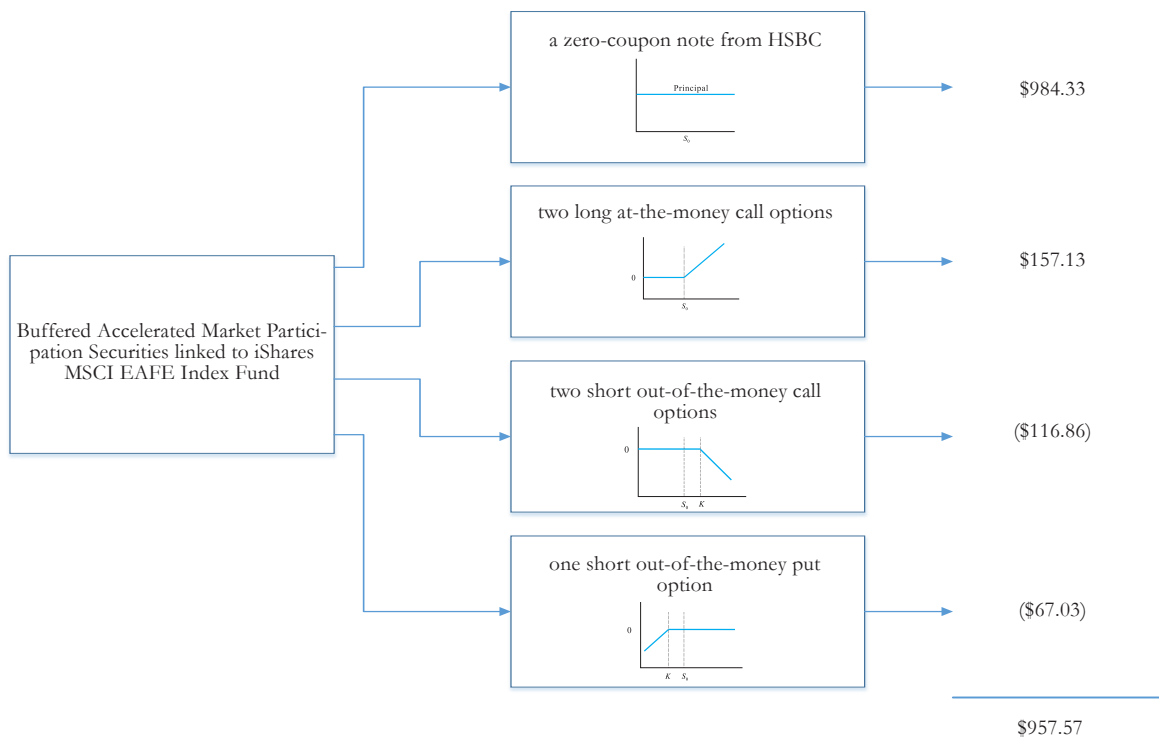 a zero-coupon note from HSBC
Principal
S₀
$984.33
two long at-the-money call options
0
S₀
$157.13
Buffered Accelerated Market Partici-
pation Securities linked to iShares
MSCI EAFE Index Fund
two short out-of-the-money call
options
0
S₀ K
($116.86)
one short out-of-the-money put
option
0
K S₀
($67.03)
$957.57